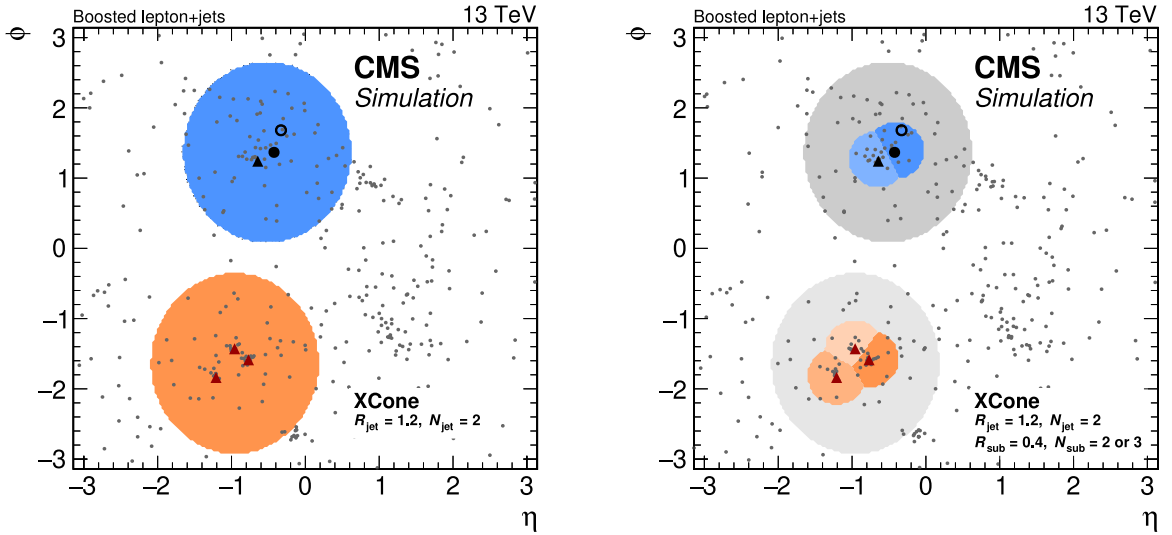 Boosted lepton+jets 13 TeV
CMS
Simulation
ϕ
3
2
1
0
−1
−2
−3
XCone
R_jet = 1.2, N_jet = 2
−3 −2 −1 0 1 2 3
η
Boosted lepton+jets 13 TeV
CMS
Simulation
ϕ
3
2
1
0
−1
−2
−3
XCone
R_jet = 1.2, N_jet = 2
R_sub = 0.4, N_sub = 2 or 3
−3 −2 −1 0 1 2 3
η